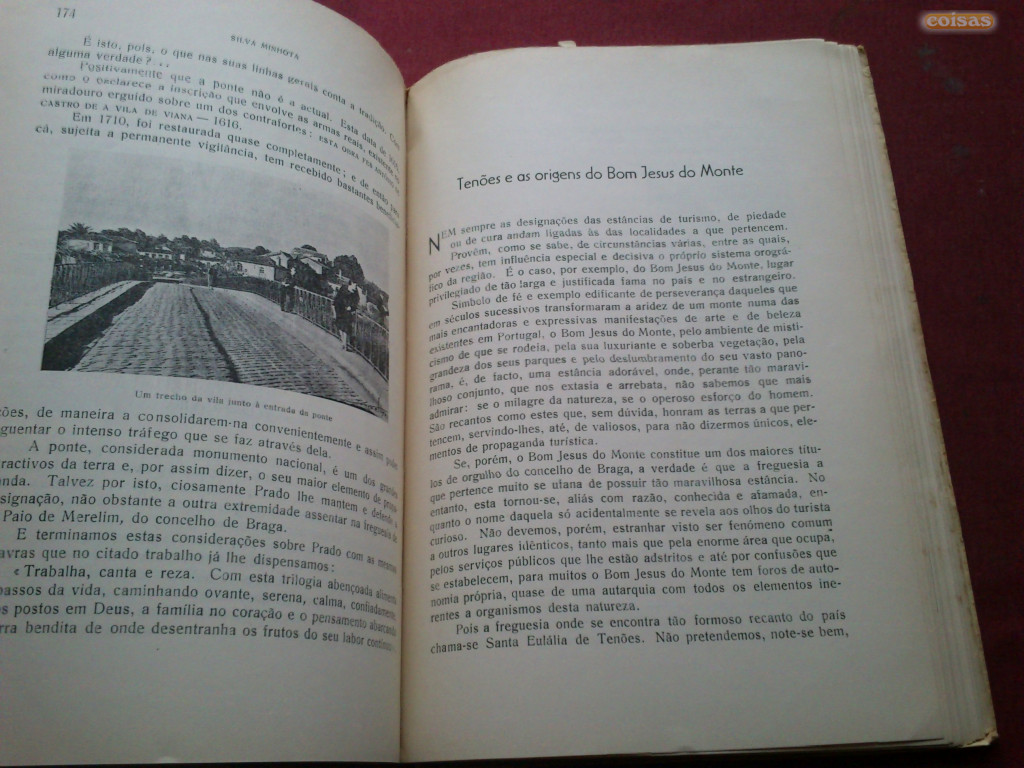 174
SILVA MINHOTA
É isto, pois, o que nas suas linhas gerais conta a tradição. Com
alguma verdade?...
Positivamente que a ponte não é a actual. Esta data de
como o esclarece a inscrição que envolve as armas reais,
miradouro erguido sobre um dos contrafortes: ESTA OBRA FEZ
CASTRO DE A VILA DE VIANA — 1616.
Em 1710, foi restaurada quase completamente; e de então para
cá, sujeita a permanente vigilância, tem recebido bastantes
Um trecho da vila junto à entrada da ponte
ções, de maneira a consolidarem-na convenientemente e assim poder
guentar o intenso tráfego que se faz através dela.
A ponte, considerada monumento nacional, é um dos grandes
ractivos da terra e, por assim dizer, o seu maior elemento de
anda. Talvez por isto, ciosamente Prado lhe mantém e defende a
signação, não obstante a outra extremidade assentar na freguesia de
Paio de Merelim, do concelho de Braga.
E terminamos estas considerações sobre Prado com as mesmas
avras que no citado trabalho já lhe dispensamos:
«Trabalha, canta e reza. Com esta trilogia abençoada alimenta
passos da vida, caminhando ovante, serena, calma, confiadamente,
os postos em Deus, a família no coração e o pensamento
rra bendita de onde desentranha os frutos do seu labor
Tenões e as origens do Bom Jesus do Monte
NEM sempre as designações das estâncias de turismo, de piedade
ou de cura andam ligadas às das localidades a que pertencem.
Provém, como se sabe, de circunstâncias várias, entre as quais,
por vezes, tem influência especial e decisiva o próprio sistema orográ-
fico da região. É o caso, por exemplo, do Bom Jesus do Monte, lugar
privilegiado de tão larga e justificada fama no país e no estrangeiro.
Símbolo de fé e exemplo edificante de perseverança daqueles que
em séculos sucessivos transformaram a aridez de um monte numa das
mais encantadoras e expressivas manifestações de arte e de beleza
existentes em Portugal, o Bom Jesus do Monte, pelo ambiente de misti-
cismo de que se rodeia, pela sua luxuriante e soberba vegetação, pela
grandeza dos seus parques e pelo deslumbramento do seu vasto pano-
rama, é, de facto, uma estância adorável, onde, perante tão maravi-
lhoso conjunto, que nos extasia e arrebata, não sabemos que mais
admirar: se o milagre da natureza, se o operoso esforço do homem.
São recantos como estes que, sem dúvida, honram as terras a que per-
tencem, servindo-lhes, até, de valiosos, para não dizermos únicos, ele-
mentos de propaganda turística.
Se, porém, o Bom Jesus do Monte constitue um dos maiores títu-
los de orgulho do concelho de Braga, a verdade é que a freguesia a
que pertence muito se ufana de possuir tão maravilhosa estância. No
entanto, esta tornou-se, aliás com razão, conhecida e afamada, en-
quanto o nome daquela só acidentalmente se revela aos olhos do turista
curioso. Não devemos, porém, estranhar visto ser fenómeno comum
a outros lugares idênticos, tanto mais que pela enorme área que ocupa,
pelos serviços públicos que lhe estão adstritos e até por confusões que
se estabelecem, para muitos o Bom Jesus do Monte tem foros de auto-
nomia própria, quase de uma autarquia com todos os elementos ine-
rentes a organismos desta natureza.
Pois a freguesia onde se encontra tão formoso recanto do país
chama-se Santa Eulália de Tenões. Não pretendemos, note-se bem,
coisas